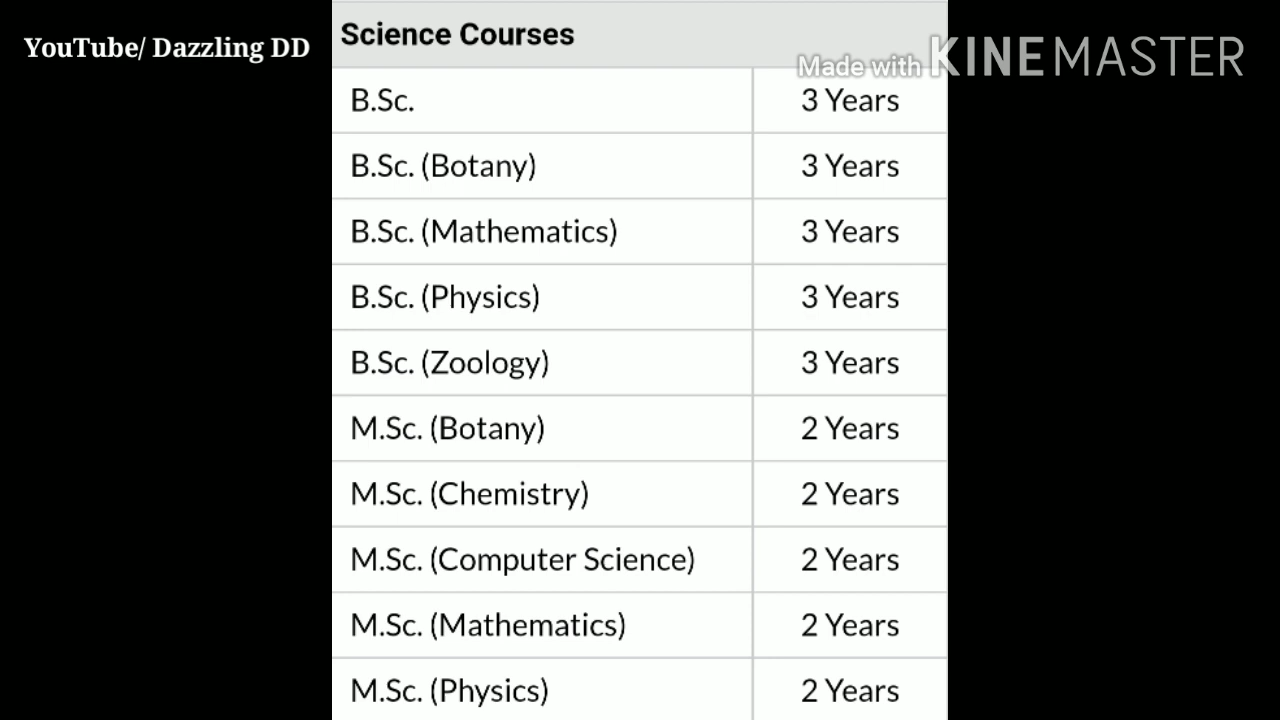 YouTube/ Dazzling DD
Science Courses
Made with KINEMASTER
B.Sc. 3 Years
B.Sc. (Botany) 3 Years
B.Sc. (Mathematics) 3 Years
B.Sc. (Physics) 3 Years
B.Sc. (Zoology) 3 Years
M.Sc. (Botany) 2 Years
M.Sc. (Chemistry) 2 Years
M.Sc. (Computer Science) 2 Years
M.Sc. (Mathematics) 2 Years
M.Sc. (Physics) 2 Years